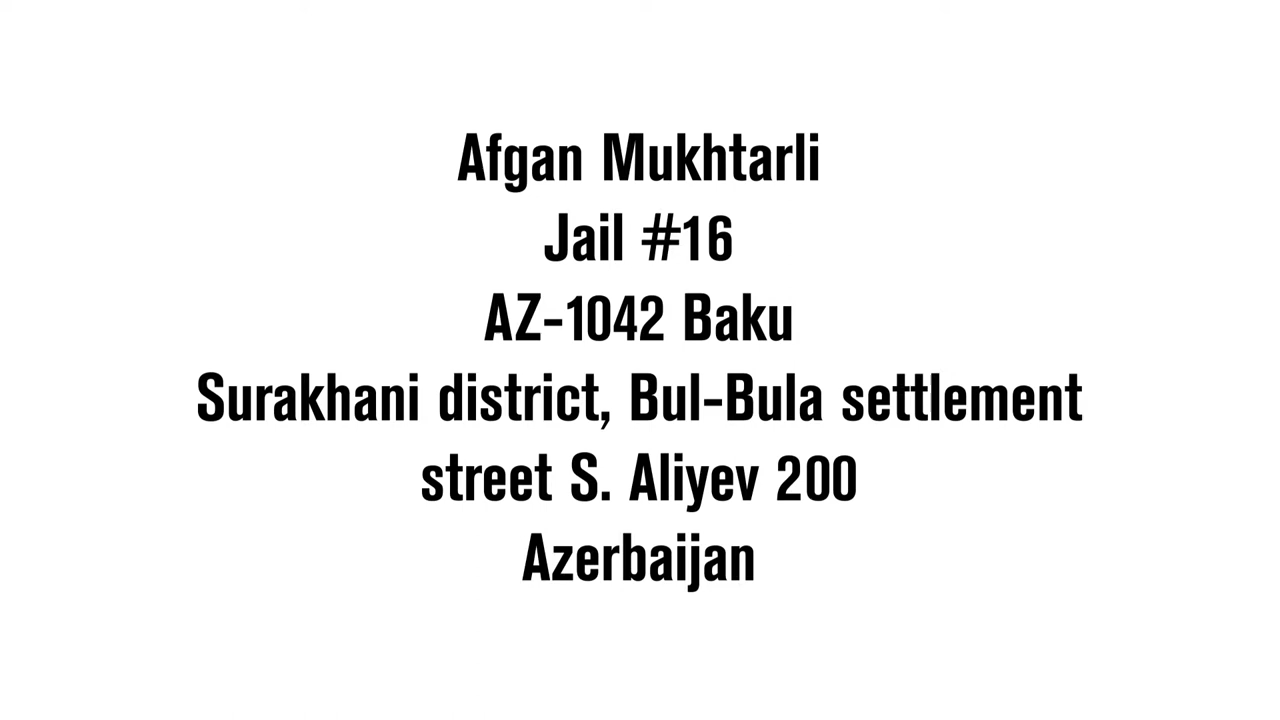 Afgan Mukhtarli
Jail #16
AZ-1042 Baku
Surakhani district, Bul-Bula settlement
street S. Aliyev 200
Azerbaijan